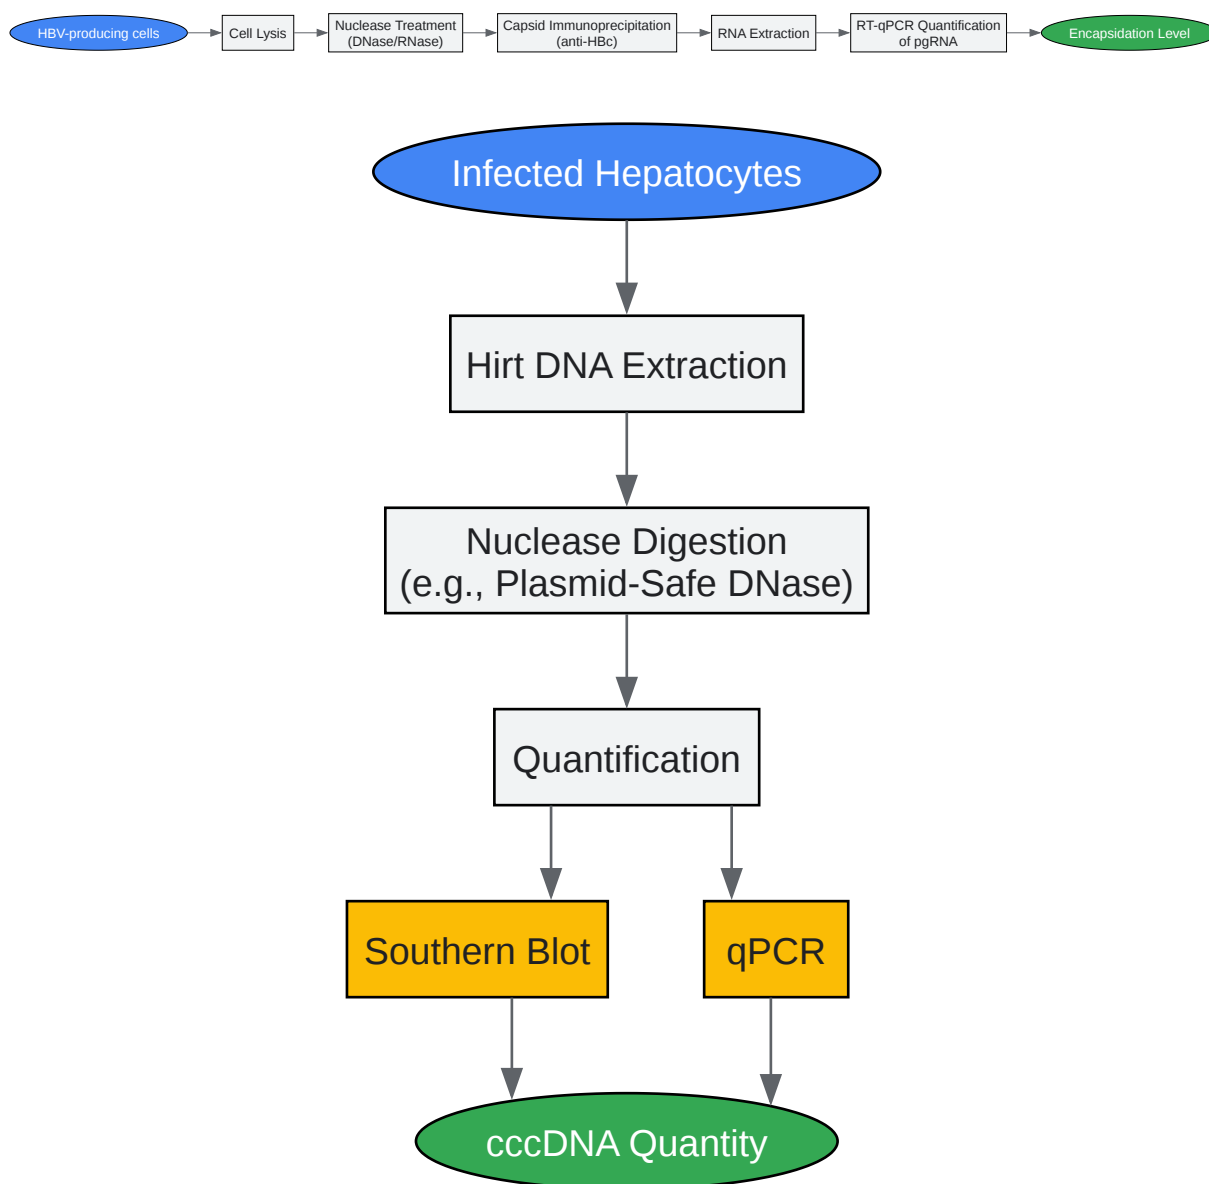 HBV-producing cells
Cell Lysis
Nuclease Treatment
(DNase/RNase)
Capsid Immunoprecipitation
(anti-HBc)
RNA Extraction
RT-qPCR Quantification
of pgRNA
Encapsidation Level
Infected Hepatocytes
Hirt DNA Extraction
Nuclease Digestion
(e.g., Plasmid-Safe DNase)
Quantification
Southern Blot
qPCR
cccDNA Quantity